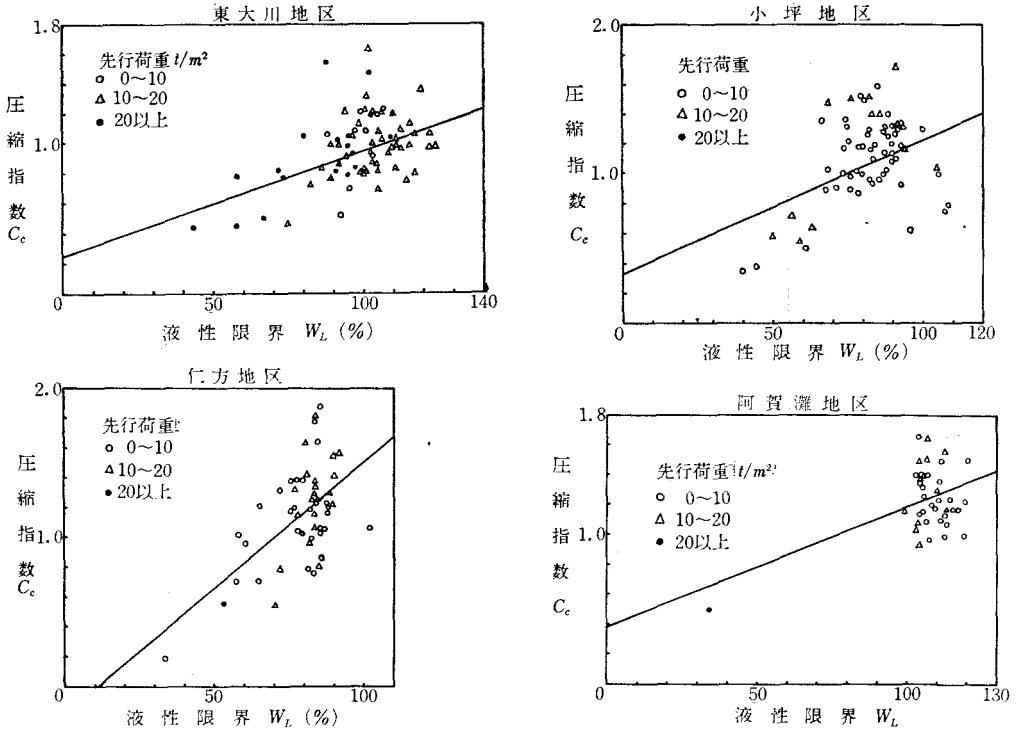 東大川地区
1.8
1.0
0
50
100
140
圧縮指数 Cc
先行荷重 t/m²
○ 0～10
△ 10～20
● 20以上
液性限界 WL (%)
小坪地区
2.0
1.0
0
50
100
120
圧縮指数 Cc
先行荷重
○ 0～10
△ 10～20
● 20以上
液性限界 WL (%)
仁方地区
2.0
1.0
0
50
100
圧縮指数 Cc
先行荷重
○ 0～10
△ 10～20
● 20以上
液性限界 WL (%)
阿賀灘地区
1.8
1.0
0
50
100
130
圧縮指数 Cc
先行荷重 t/m²
○ 0～10
△ 10～20
● 20以上
液性限界 WL